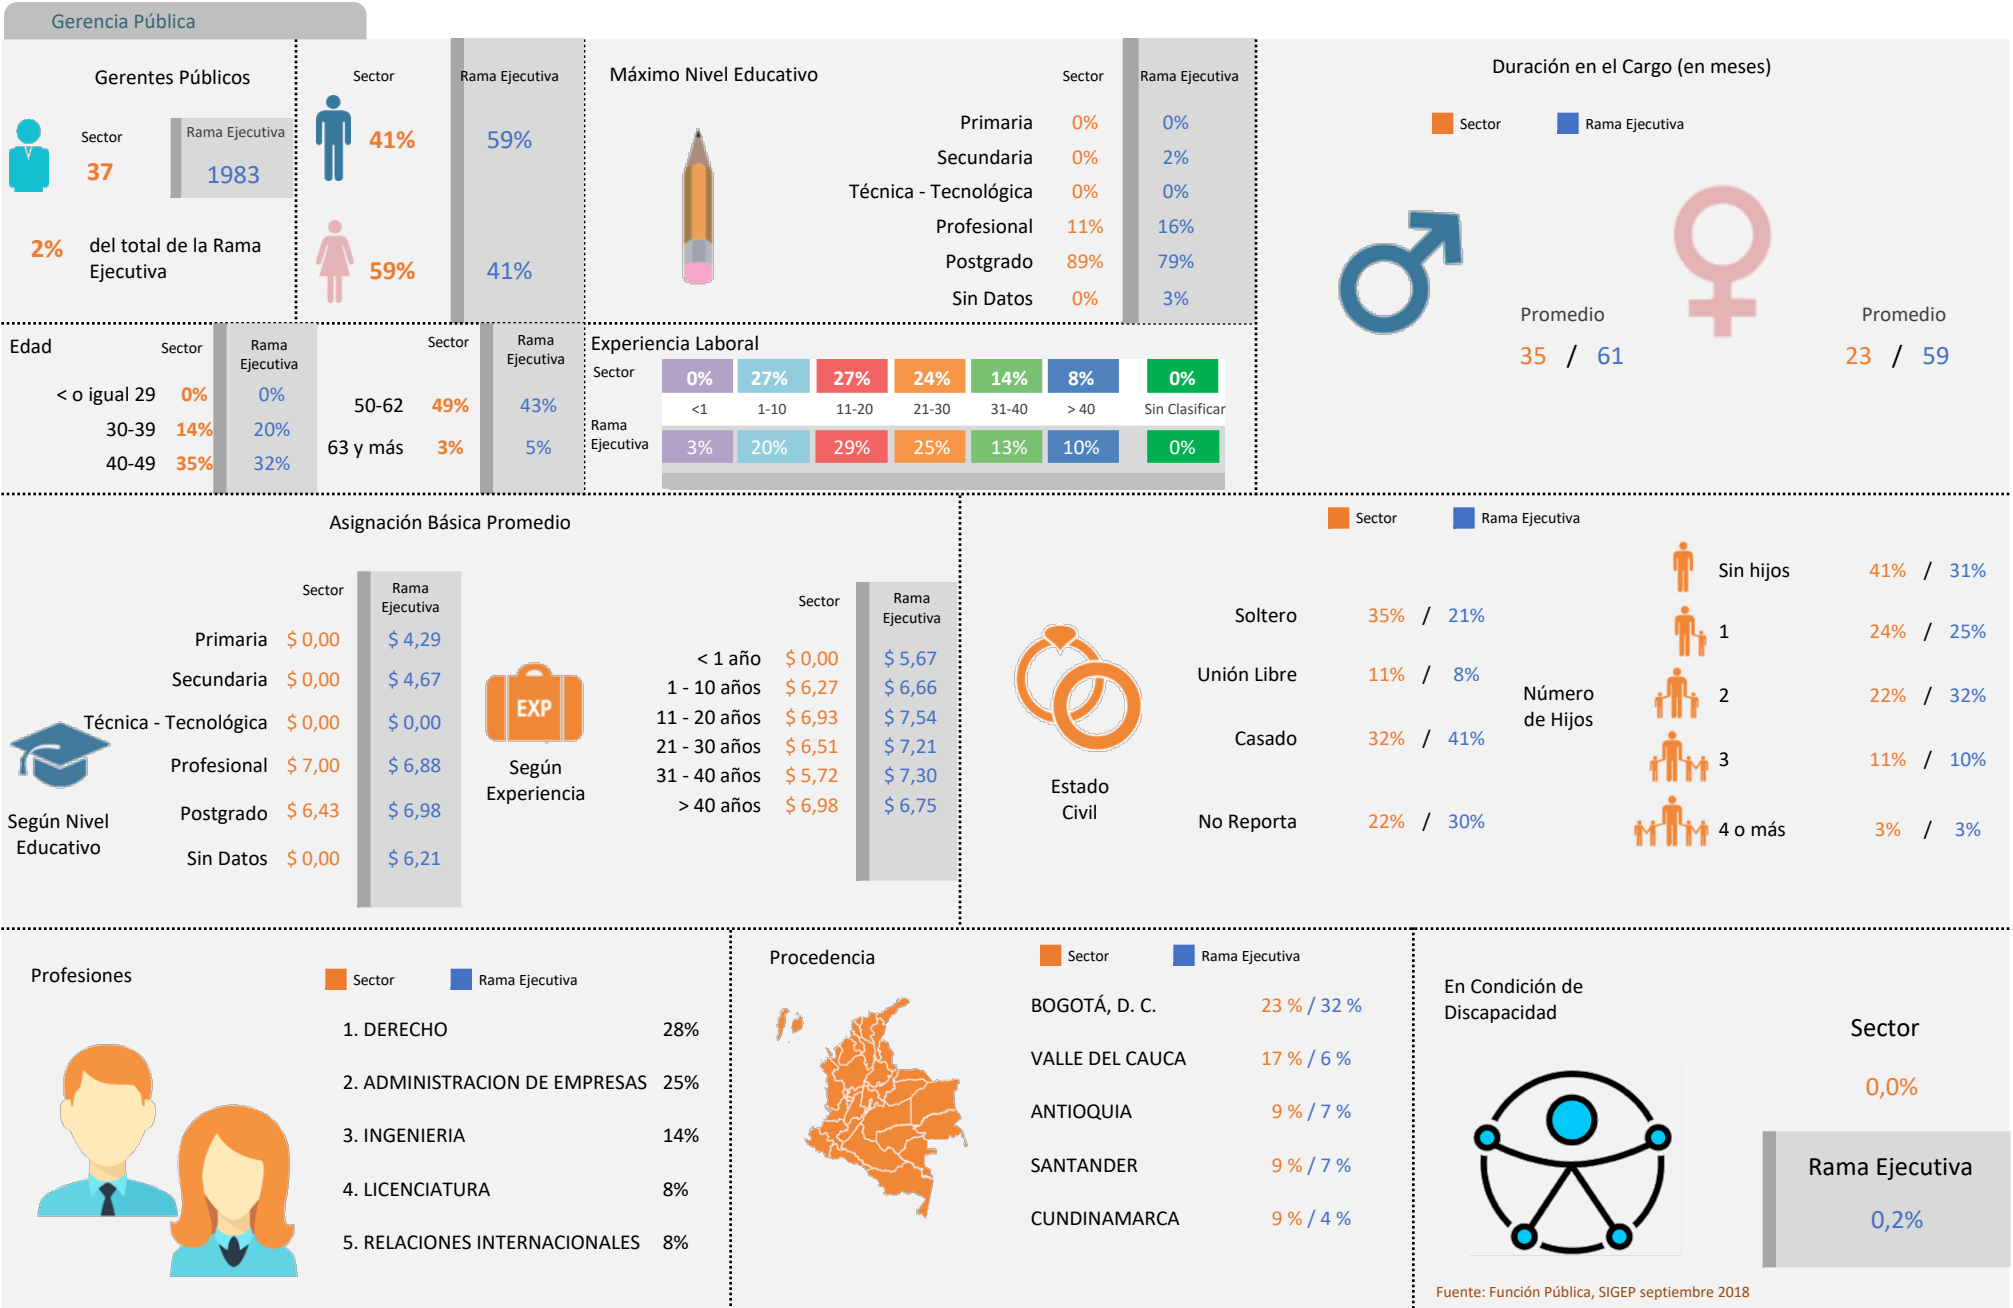 Gerencia Pública
Gerentes Públicos
Sector
37
Rama Ejecutiva
1983
2% del total de la Rama
Ejecutiva
Sector Rama Ejecutiva
41% 59%
59% 41%
Máximo Nivel Educativo Sector Rama Ejecutiva
Primaria 0% 0%
Secundaria 0% 2%
Técnica - Tecnológica 0% 0%
Profesional 11% 16%
Postgrado 89% 79%
Sin Datos 0% 3%
Duración en el Cargo (en meses)
Sector Rama Ejecutiva
Promedio
35 / 61
Promedio
23 / 59
Edad Sector Rama
Ejecutiva
< o igual 29 0% 0%
30-39 14% 20%
40-49 35% 32%
Sector Rama
Ejecutiva
50-62 49% 43%
63 y más 3% 5%
Experiencia Laboral
Sector 0% 27% 27% 24% 14% 8% 0%
<1 1-10 11-20 21-30 31-40 > 40 Sin Clasificar
Rama
Ejecutiva 3% 20% 29% 25% 13% 10% 0%
Asignación Básica Promedio
Sector Rama
Ejecutiva
Primaria $ 0,00 $ 4,29
Secundaria $ 0,00 $ 4,67
Técnica - Tecnológica $ 0,00 $ 0,00
Profesional $ 7,00 $ 6,88
Postgrado $ 6,43 $ 6,98
Sin Datos $ 0,00 $ 6,21
Según Nivel
Educativo
EXP
Según
Experiencia
Sector Rama
Ejecutiva
< 1 año $ 0,00 $ 5,67
1 - 10 años $ 6,27 $ 6,66
11 - 20 años $ 6,93 $ 7,54
21 - 30 años $ 6,51 $ 7,21
31 - 40 años $ 5,72 $ 7,30
> 40 años $ 6,98 $ 6,75
Sector Rama Ejecutiva
Estado
Civil
Soltero 35% / 21%
Unión Libre 11% / 8%
Casado 32% / 41%
No Reporta 22% / 30%
Número
de Hijos
Sin hijos 41% / 31%
1 24% / 25%
2 22% / 32%
3 11% / 10%
4 o más 3% / 3%
Profesiones
Sector Rama Ejecutiva
1. DERECHO 28%
2. ADMINISTRACION DE EMPRESAS 25%
3. INGENIERIA 14%
4. LICENCIATURA 8%
5. RELACIONES INTERNACIONALES 8%
Procedencia
Sector Rama Ejecutiva
BOGOTÁ, D. C. 23 % / 32 %
VALLE DEL CAUCA 17 % / 6 %
ANTIOQUIA 9 % / 7 %
SANTANDER 9 % / 7 %
CUNDINAMARCA 9 % / 4 %
En Condición de
Discapacidad
Sector
0,0%
Rama Ejecutiva
0,2%
Fuente: Función Pública, SIGEP septiembre 2018